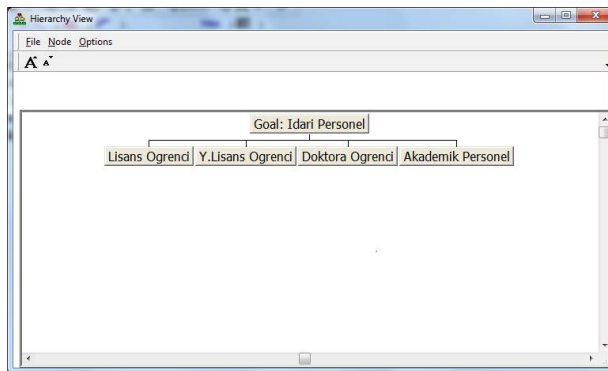 Hierarchy View
File Node Options
A A
Goal: Idari Personel
Lisans Ogrenci Y.Lisans Ogrenci Doktora Ogrenci Akademik Personel